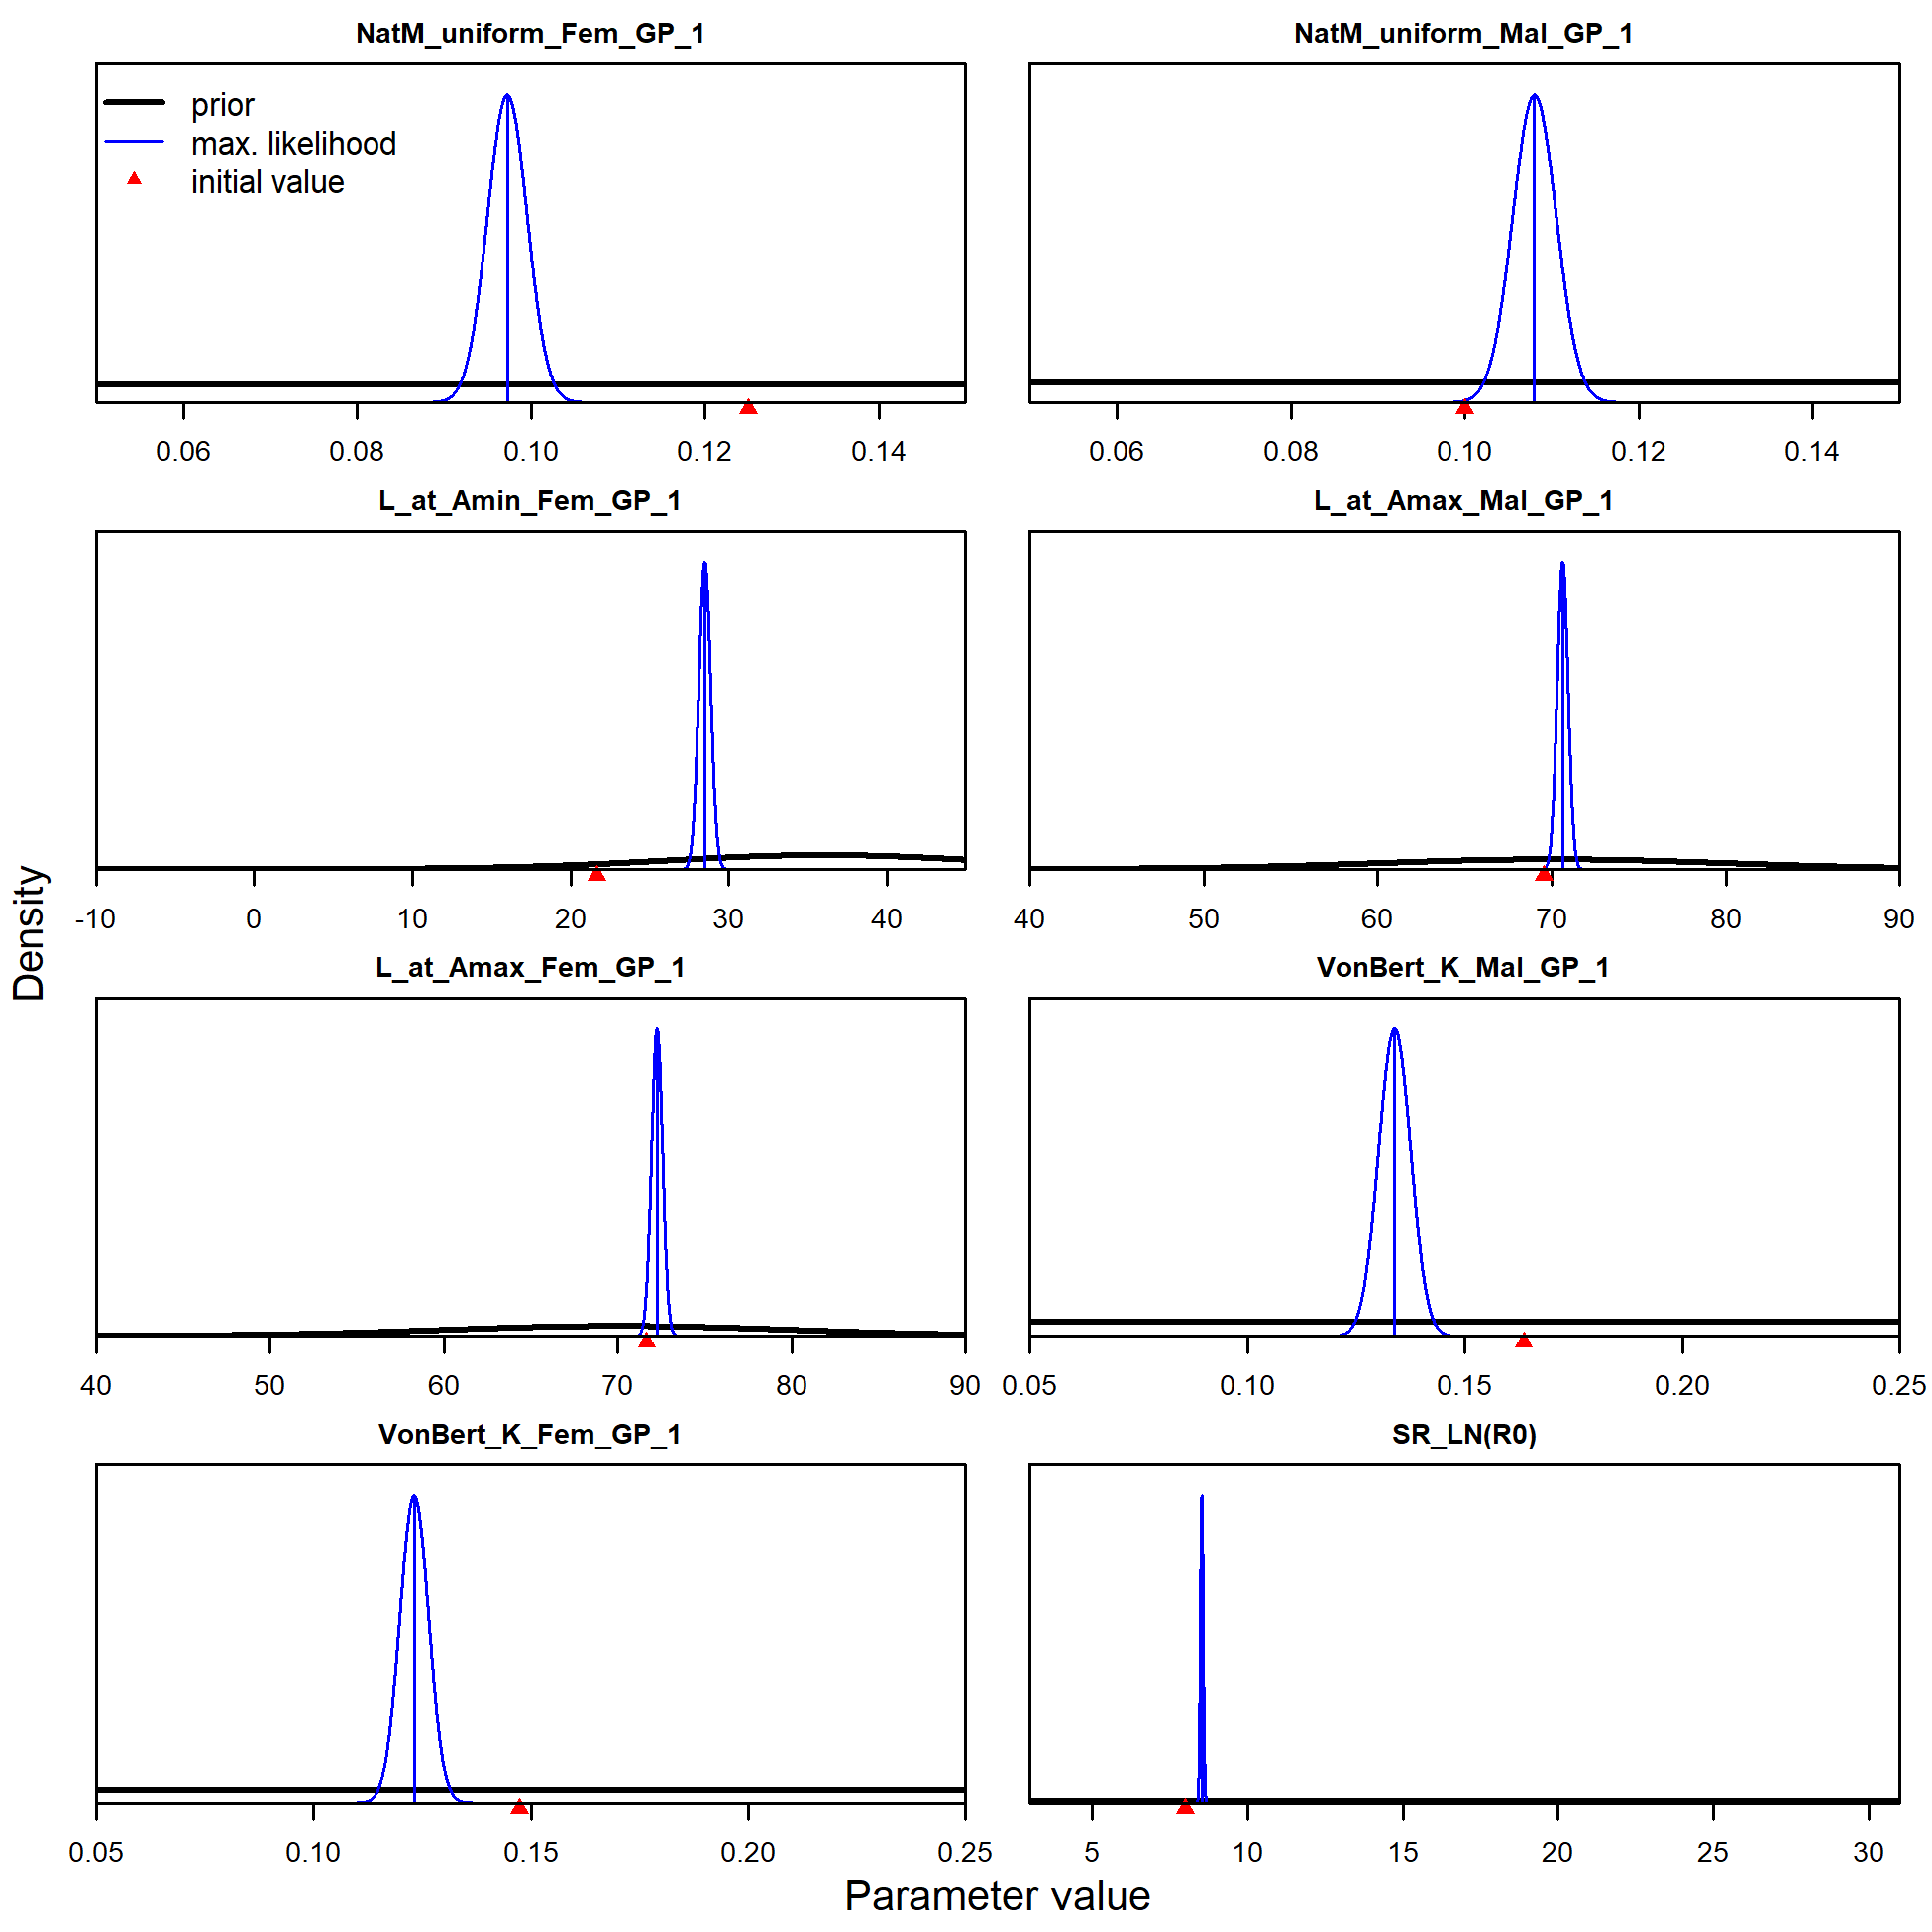 NatM_uniform_Fem_GP_1
NatM_uniform_Mal_GP_1
prior
max. likelihood
initial value
0.06 0.08 0.10 0.12 0.14
0.06 0.08 0.10 0.12 0.14
L_at_Amin_Fem_GP_1
L_at_Amax_Mal_GP_1
-10 0 10 20 30 40
40 50 60 70 80 90
Density
L_at_Amax_Fem_GP_1
VonBert_K_Mal_GP_1
40 50 60 70 80 90
0.05 0.10 0.15 0.20 0.25
VonBert_K_Fem_GP_1
SR_LN(R0)
0.05 0.10 0.15 0.20 0.25
5 10 15 20 25 30
Parameter value